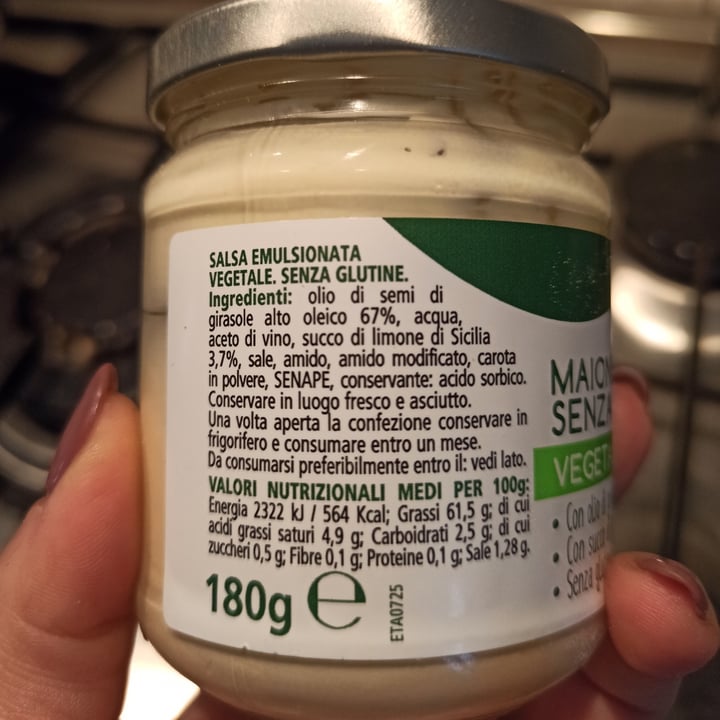 SALSA EMULSIONATA
VEGETALE. SENZA GLUTINE.
Ingredienti: olio di semi di
girasole alto oleico 67%, acqua,
aceto di vino, succo di limone di Sicilia
3,7%, sale, amido, amido modificato, carota
in polvere, SENAPE, conservante: acido sorbico.
Conservare in luogo fresco e asciutto.
Una volta aperta la confezione conservare in
frigorifero e consumare entro un mese.
Da consumarsi preferibilmente entro il: vedi lato.
VALORI NUTRIZIONALI MEDI PER 100g:
Energia 2322 kJ / 564 Kcal; Grassi 61,5 g; di cui
acidi grassi saturi 4,9 g; Carboidrati 2,5 g; di cui
zuccheri 0,5 g; Fibre 0,1 g; Proteine 0,1 g; Sale 1,28 g.
180g ℮
ETA0725
SENZA
• Con
• Con
• Senza